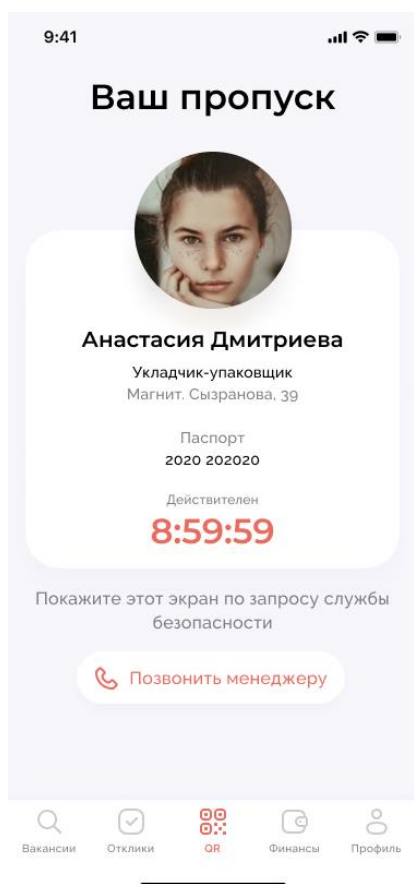 9:41
Ваш пропуск
Анастасия Дмитриева
Укладчик-упаковщик
Магнит. Сызранова, 39
Паспорт
2020 202020
Действителен
8:59:59
Покажите этот экран по запросу службы
безопасности
Позвонить менеджеру
Вакансии Отклики QR Финансы Профиль